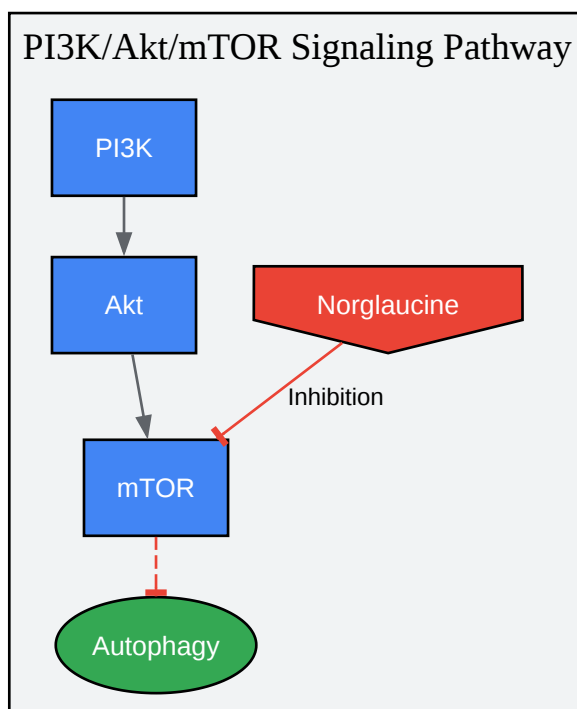 PI3K/Akt/mTOR Signaling Pathway
PI3K
Akt
Norglaucine
Inhibition
mTOR
Autophagy